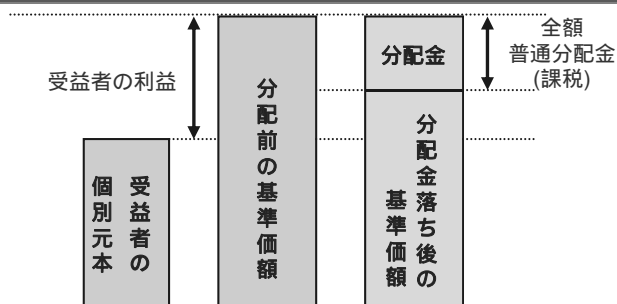 受益者の利益
受益者の
個別元本
分配前の基準価額
分配金
分配金落ち後の
基準価額
全額
普通分配金
(課税)